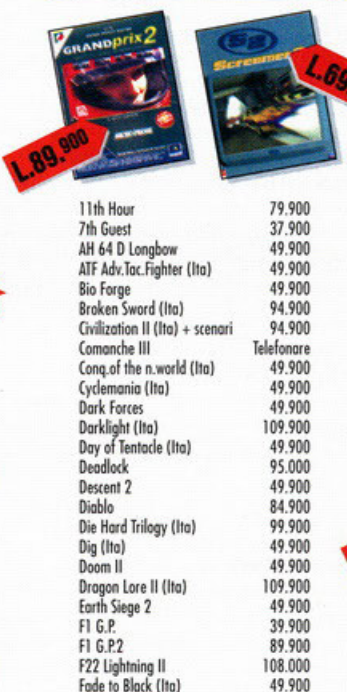 GRANDprix 2
MICROPROSE
S2
L.89.900
L.69
11th Hour 79.900
7th Guest 37.900
AH 64 D Longbow 49.900
ATF Adv.Tac.Fighter (Ita) 49.900
Bio Forge 49.900
Broken Sword (Ita) 94.900
Civilization II (Ita) + scenari 94.900
Comanche III Telefonare
Conq.of the n.world (Ita) 49.900
Cyclemania (Ita) 49.900
Dark Forces 49.900
Darklight (Ita) 109.900
Day of Tentacle (Ita) 49.900
Deadlock 95.000
Descent 2 49.900
Diablo 84.900
Die Hard Trilogy (Ita) 99.900
Dig (Ita) 49.900
Doom II 49.900
Dragon Lore II (Ita) 109.900
Earth Siege 2 49.900
F1 G.P. 39.900
F1 G.P.2 89.900
F22 Lightning II 108.000
Fade to Black (Ita) 49.900